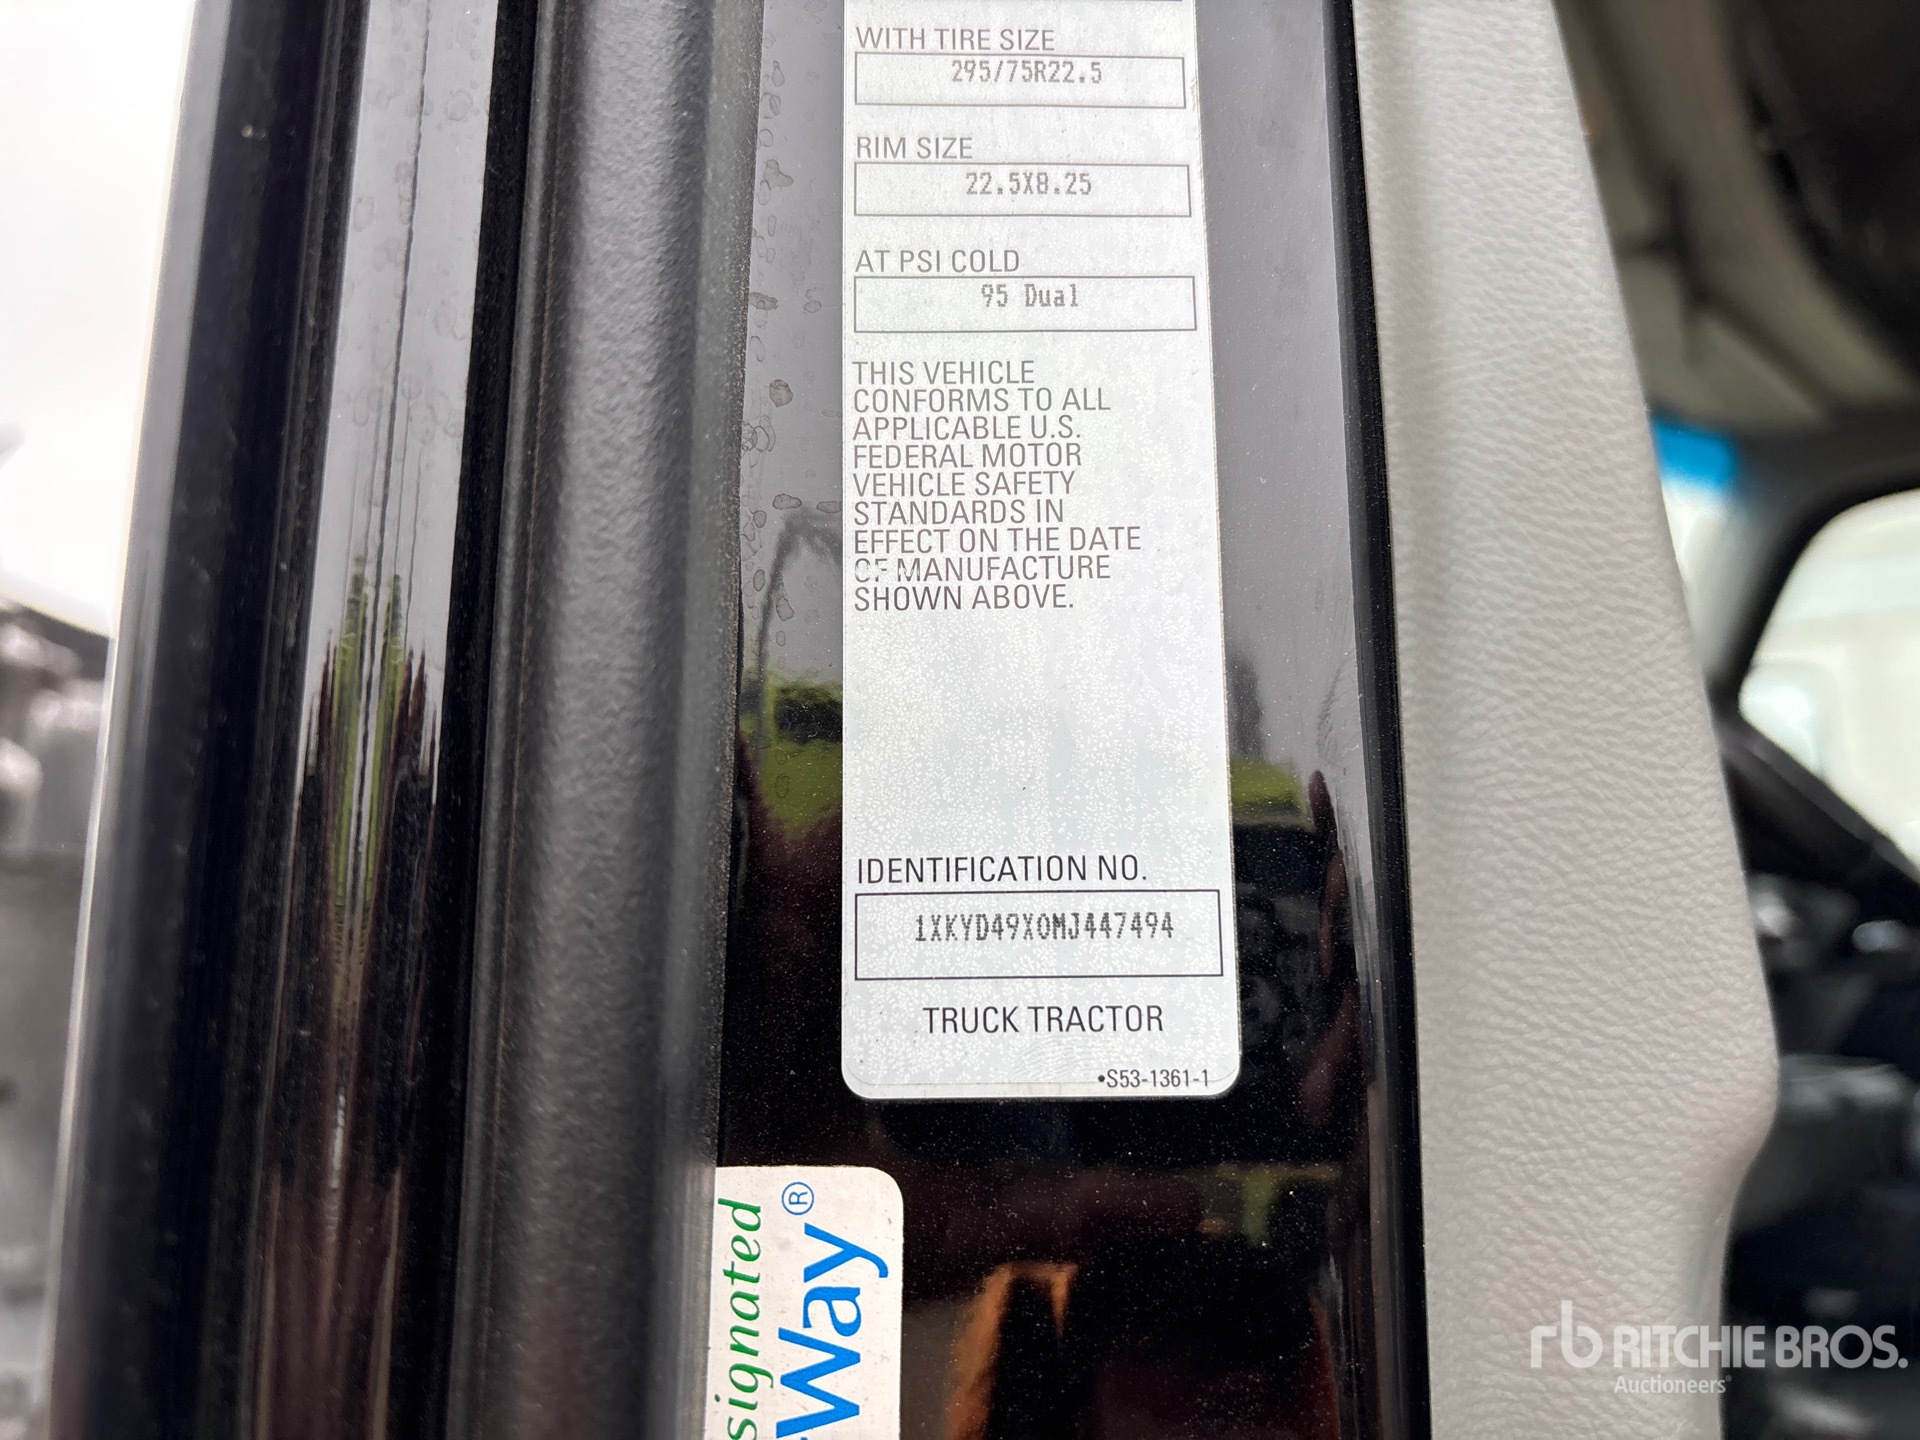 WITH TIRE SIZE
295/75R22.5
RIM SIZE
22.5X8.25
AT PSI COLD
95 Dual
THIS VEHICLE
CONFORMS TO ALL
APPLICABLE U.S.
FEDERAL MOTOR
VEHICLE SAFETY
STANDARDS IN
EFFECT ON THE DATE
OF MANUFACTURE
SHOWN ABOVE.
IDENTIFICATION NO.
1XKYD49X0MJ447494
TRUCK TRACTOR
•S53-1361-1
signated
Way®
rb RITCHIE BROS.
Auctioneers